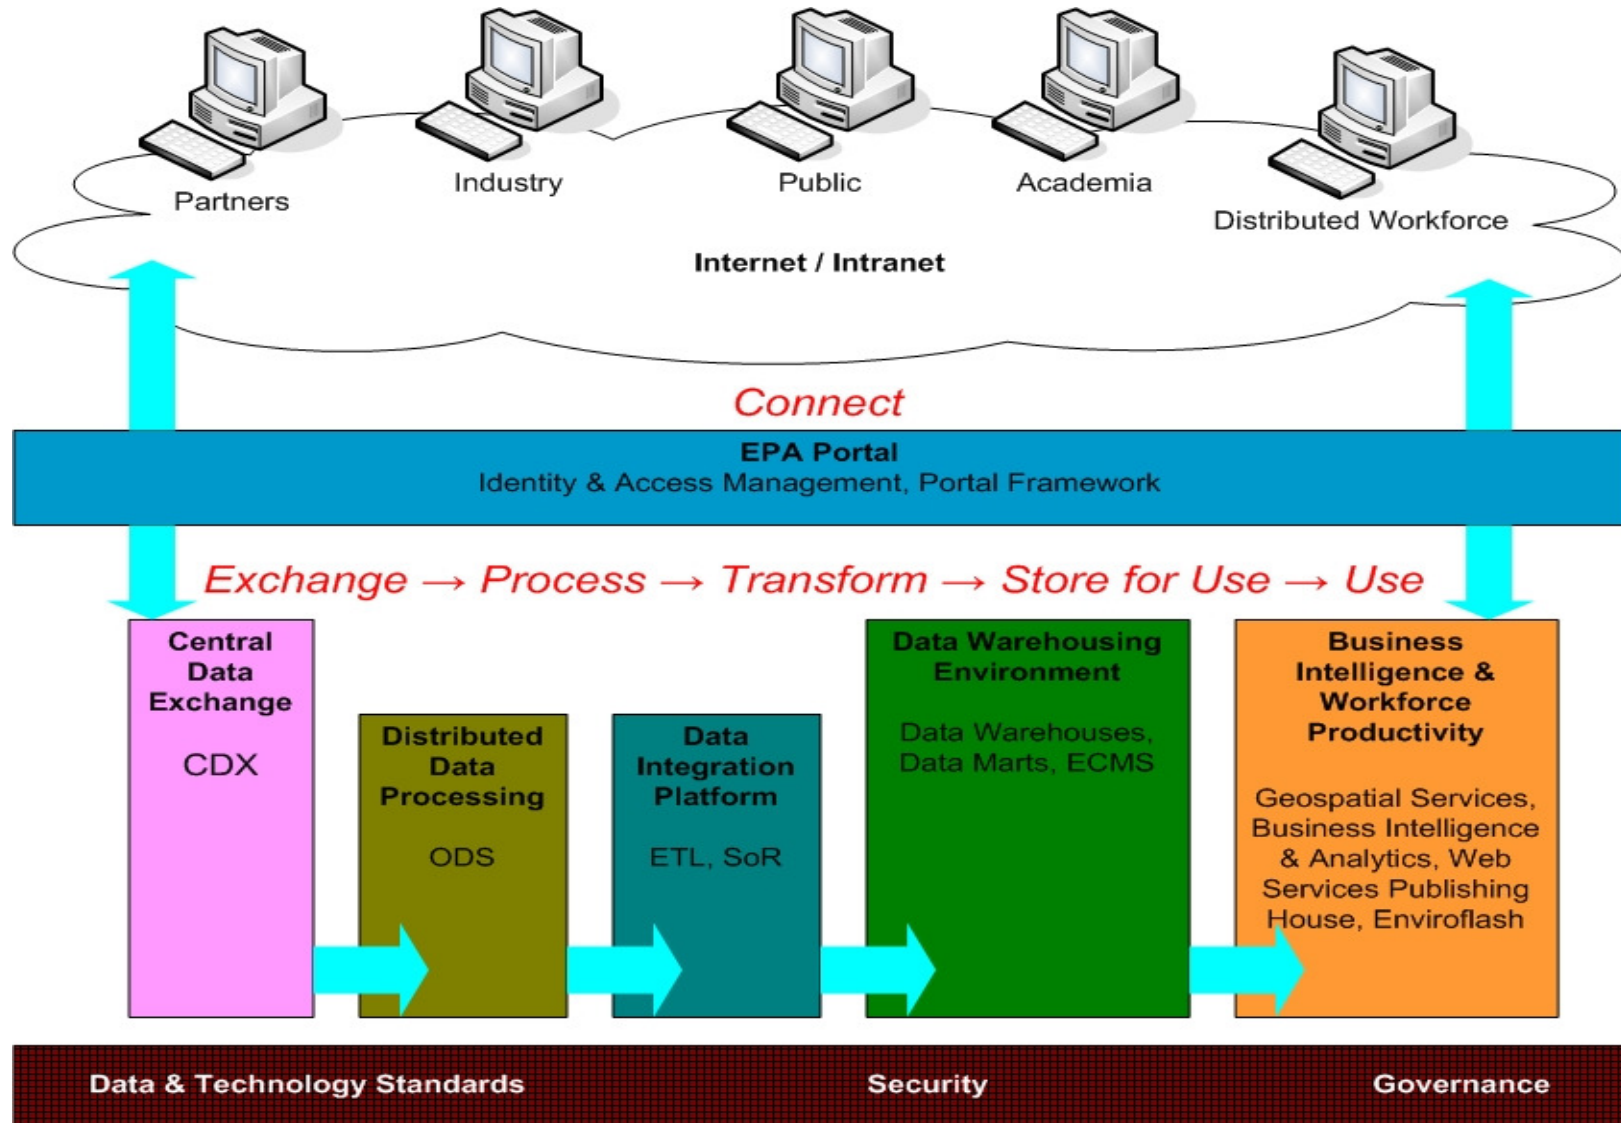 Partners
Industry
Public
Academia
Distributed Workforce
Internet / Intranet
Connect
EPA Portal
Identity & Access Management, Portal Framework
Exchange → Process → Transform → Store for Use → Use
Central
Data
Exchange
CDX
Distributed
Data
Processing
ODS
Data
Integration
Platform
ETL, SoR
Data Warehousing
Environment
Data Warehouses,
Data Marts, ECMS
Business
Intelligence &
Workforce
Productivity
Geospatial Services,
Business Intelligence
& Analytics, Web
Services Publishing
House, Enviroflash
Data & Technology Standards
Security
Governance